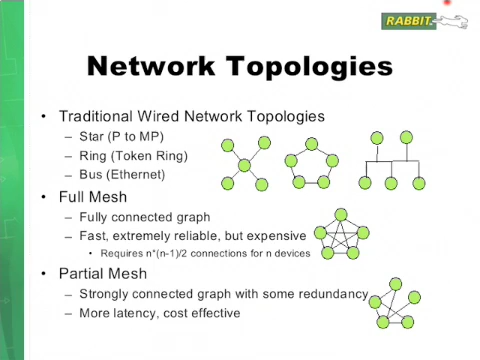 RABBIT
Network Topologies
• Traditional Wired Network Topologies
– Star (P to MP)
– Ring (Token Ring)
– Bus (Ethernet)
• Full Mesh
– Fully connected graph
– Fast, extremely reliable, but expensive
• Requires n*(n-1)/2 connections for n devices
• Partial Mesh
– Strongly connected graph with some redundancy
– More latency, cost effective